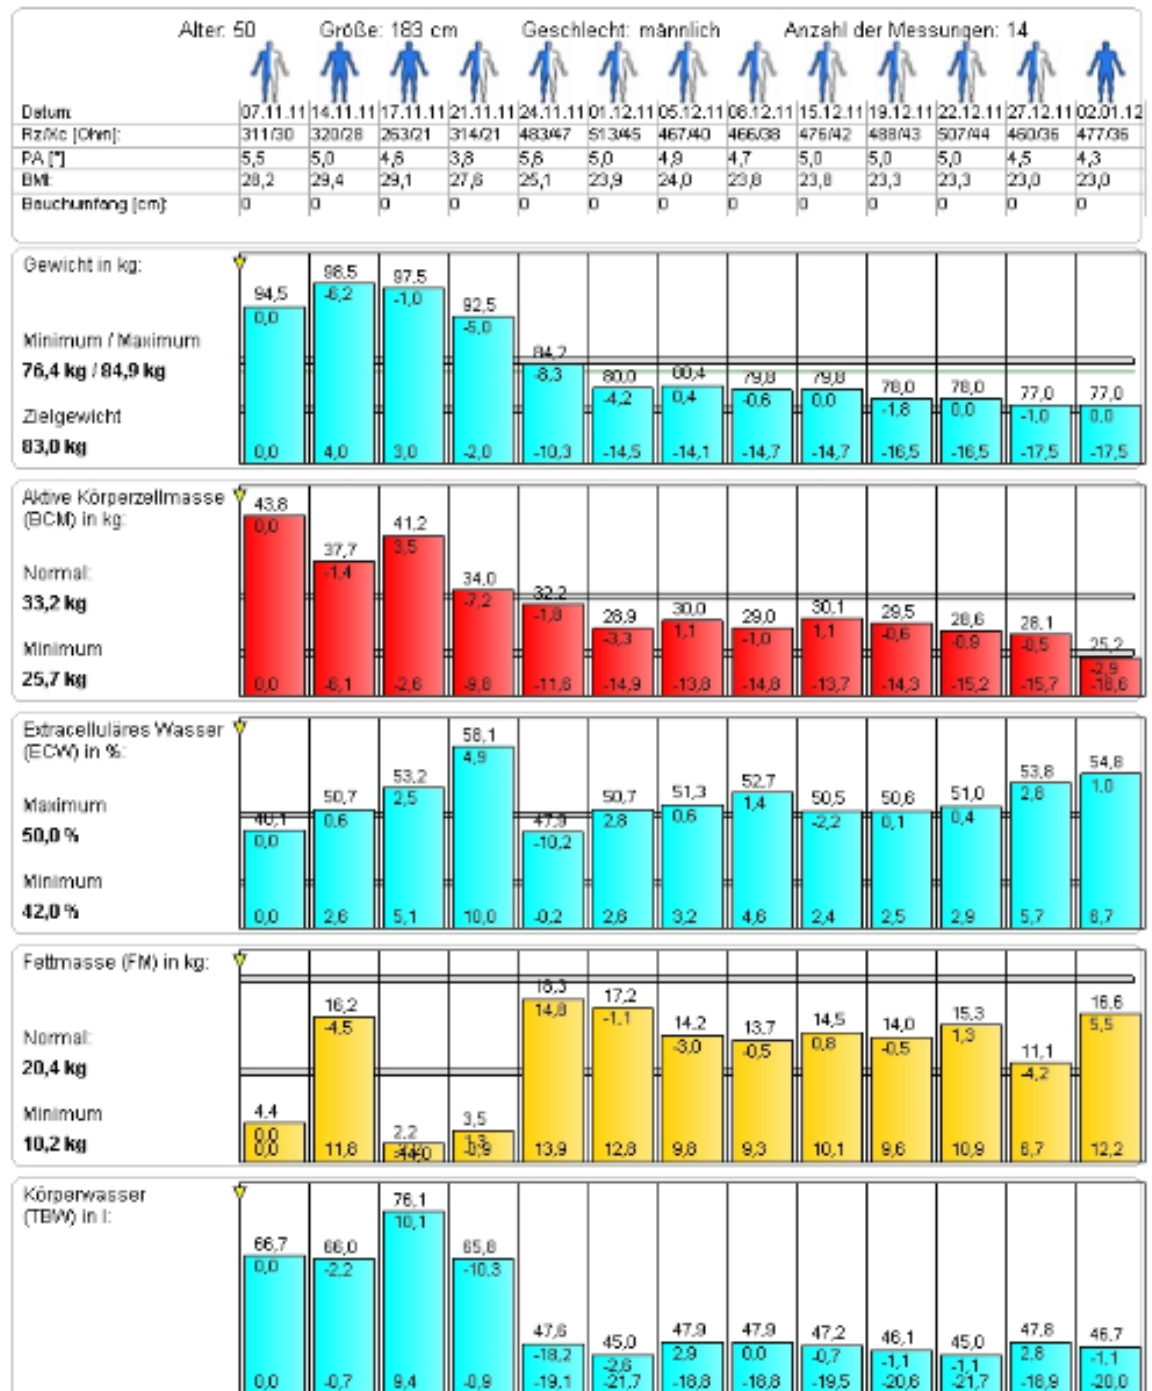 Alter: 50 Größe: 183 cm Geschlecht: männlich Anzahl der Messungen: 14
Datum: 07.11.11 14.11.11 17.11.11 21.11.11 24.11.11 01.12.11 05.12.11 08.12.11 15.12.11 19.12.11 22.12.11 27.12.11 02.01.12
Rz/Xc [Ohm]: 311/30 320/28 263/21 314/21 483/47 513/45 467/40 466/38 476/42 488/43 507/44 460/36 477/36
PA [°] 5,5 5,0 4,6 3,8 5,6 5,0 4,9 4,7 5,0 5,0 5,0 4,5 4,3
BMI: 28,2 29,4 29,1 27,6 25,1 23,9 24,0 23,8 23,8 23,3 23,3 23,0 23,0
Bauchumfang [cm]: 0 0 0 0 0 0 0 0 0 0 0 0 0
Gewicht in kg:
94,5 98,5 97,5 92,5 84,2 80,0 80,4 79,8 79,8 78,0 78,0 77,0 77,0
0,0 -6,2 -1,0 -5,0 -8,3 -4,2 0,4 -0,6 0,0 -1,8 0,0 -1,0 0,0
Minimum / Maximum
76,4 kg / 84,9 kg
Zielgewicht
83,0 kg
0,0 4,0 3,0 -2,0 -10,3 -14,5 -14,1 -14,7 -14,7 -16,5 -16,5 -17,5 -17,5
Aktive Körperzellmasse
(BCM) in kg:
43,8 37,7 41,2 34,0 32,2 28,9 30,0 29,0 30,1 29,5 28,6 28,1 25,2
0,0 -1,4 3,5 -7,2 -1,8 -3,3 1,1 -1,0 1,1 -0,6 -0,9 -0,5 -2,9
Normal:
33,2 kg
Minimum
25,7 kg
0,0 -6,1 -2,6 -9,8 -11,6 -14,9 -13,8 -14,8 -13,7 -14,3 -15,2 -15,7 -18,6
Extracelluläres Wasser
(ECW) in %:
50,7 53,2 58,1 47,9 50,7 51,3 52,7 50,5 50,6 51,0 53,8 54,8
0,0 0,6 2,5 4,9 -10,2 2,8 0,6 1,4 -2,2 0,1 0,4 2,8 1,0
Maximum
50,0 %
Minimum
42,0 %
0,0 2,6 5,1 10,0 -0,2 2,6 3,2 4,6 2,4 2,5 2,9 5,7 6,7
Fettmasse (FM) in kg:
4,4 16,2 2,2 3,5 18,3 17,2 14,2 13,7 14,5 14,0 15,3 11,1 16,6
0,0 -4,5 1,3 14,8 -1,1 -3,0 -0,5 0,8 -0,5 1,3 -4,2 5,5
Normal:
20,4 kg
Minimum
10,2 kg
0,0 11,8 -0,9 13,9 12,8 9,8 9,3 10,1 9,6 10,9 6,7 12,2
Körperwasser
(TBW) in l:
66,7 66,0 76,1 65,8 47,6 45,0 47,9 47,9 47,2 46,1 45,0 47,8 46,7
0,0 -2,2 10,1 -10,3 -18,2 -2,6 2,9 0,0 -0,7 -1,1 -1,1 2,8 -1,1
0,0 -0,7 9,4 -0,9 -19,1 -21,7 -18,8 -18,8 -19,5 -20,6 -21,7 -18,9 -20,0